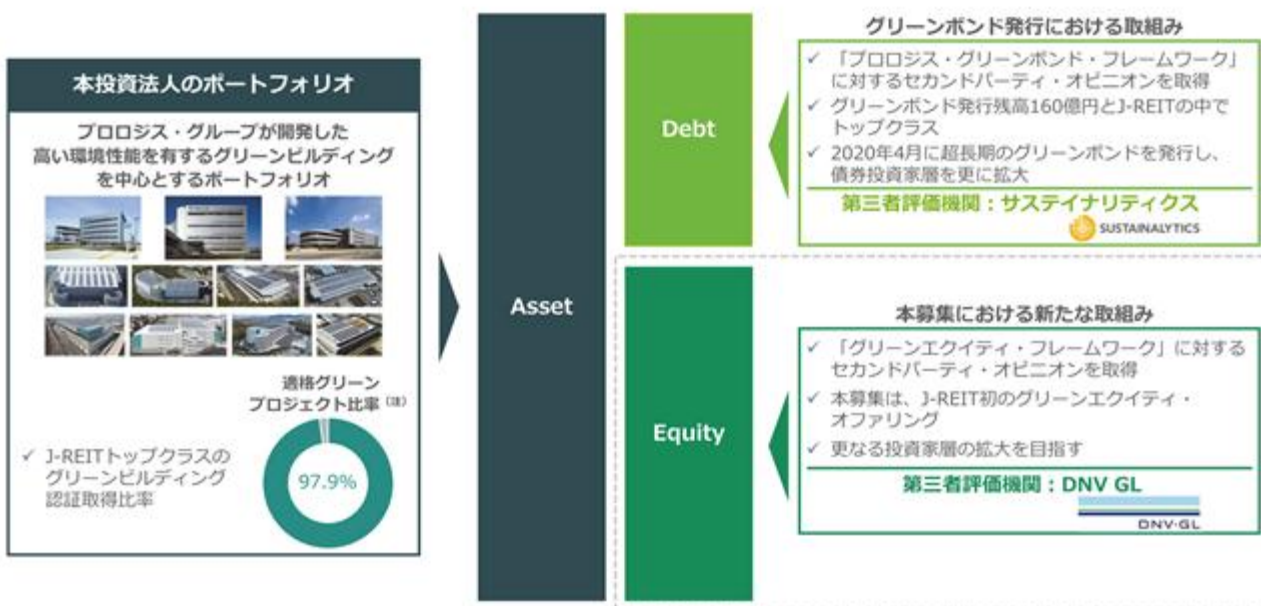 本投資法人のポートフォリオ
プロロジス・グループが開発した
高い環境性能を有するグリーンビルディング
を中心とするポートフォリオ
適格グリーン
プロジェクト比率(注)
✓ J-REITトップクラスの
グリーンビルディング
認証取得比率
97.9%
Asset
Debt
グリーンボンド発行における取組み
✓ 「プロロジス・グリーンボンド・フレームワーク」
に対するセカンドパーティ・オピニオンを取得
✓ グリーンボンド発行残高160億円とJ-REITの中で
トップクラス
✓ 2020年4月に超長期のグリーンボンドを発行し、
債券投資家層を更に拡大
第三者評価機関：サステイナリティクス
SUSTAINALYTICS
Equity
本募集における新たな取組み
✓ 「グリーンエクイティ・フレームワーク」に対する
セカンドパーティ・オピニオンを取得
✓ 本募集は、J-REIT初のグリーンエクイティ・
オファリング
✓ 更なる投資家層の拡大を目指す
第三者評価機関：DNV GL
DNV·GL